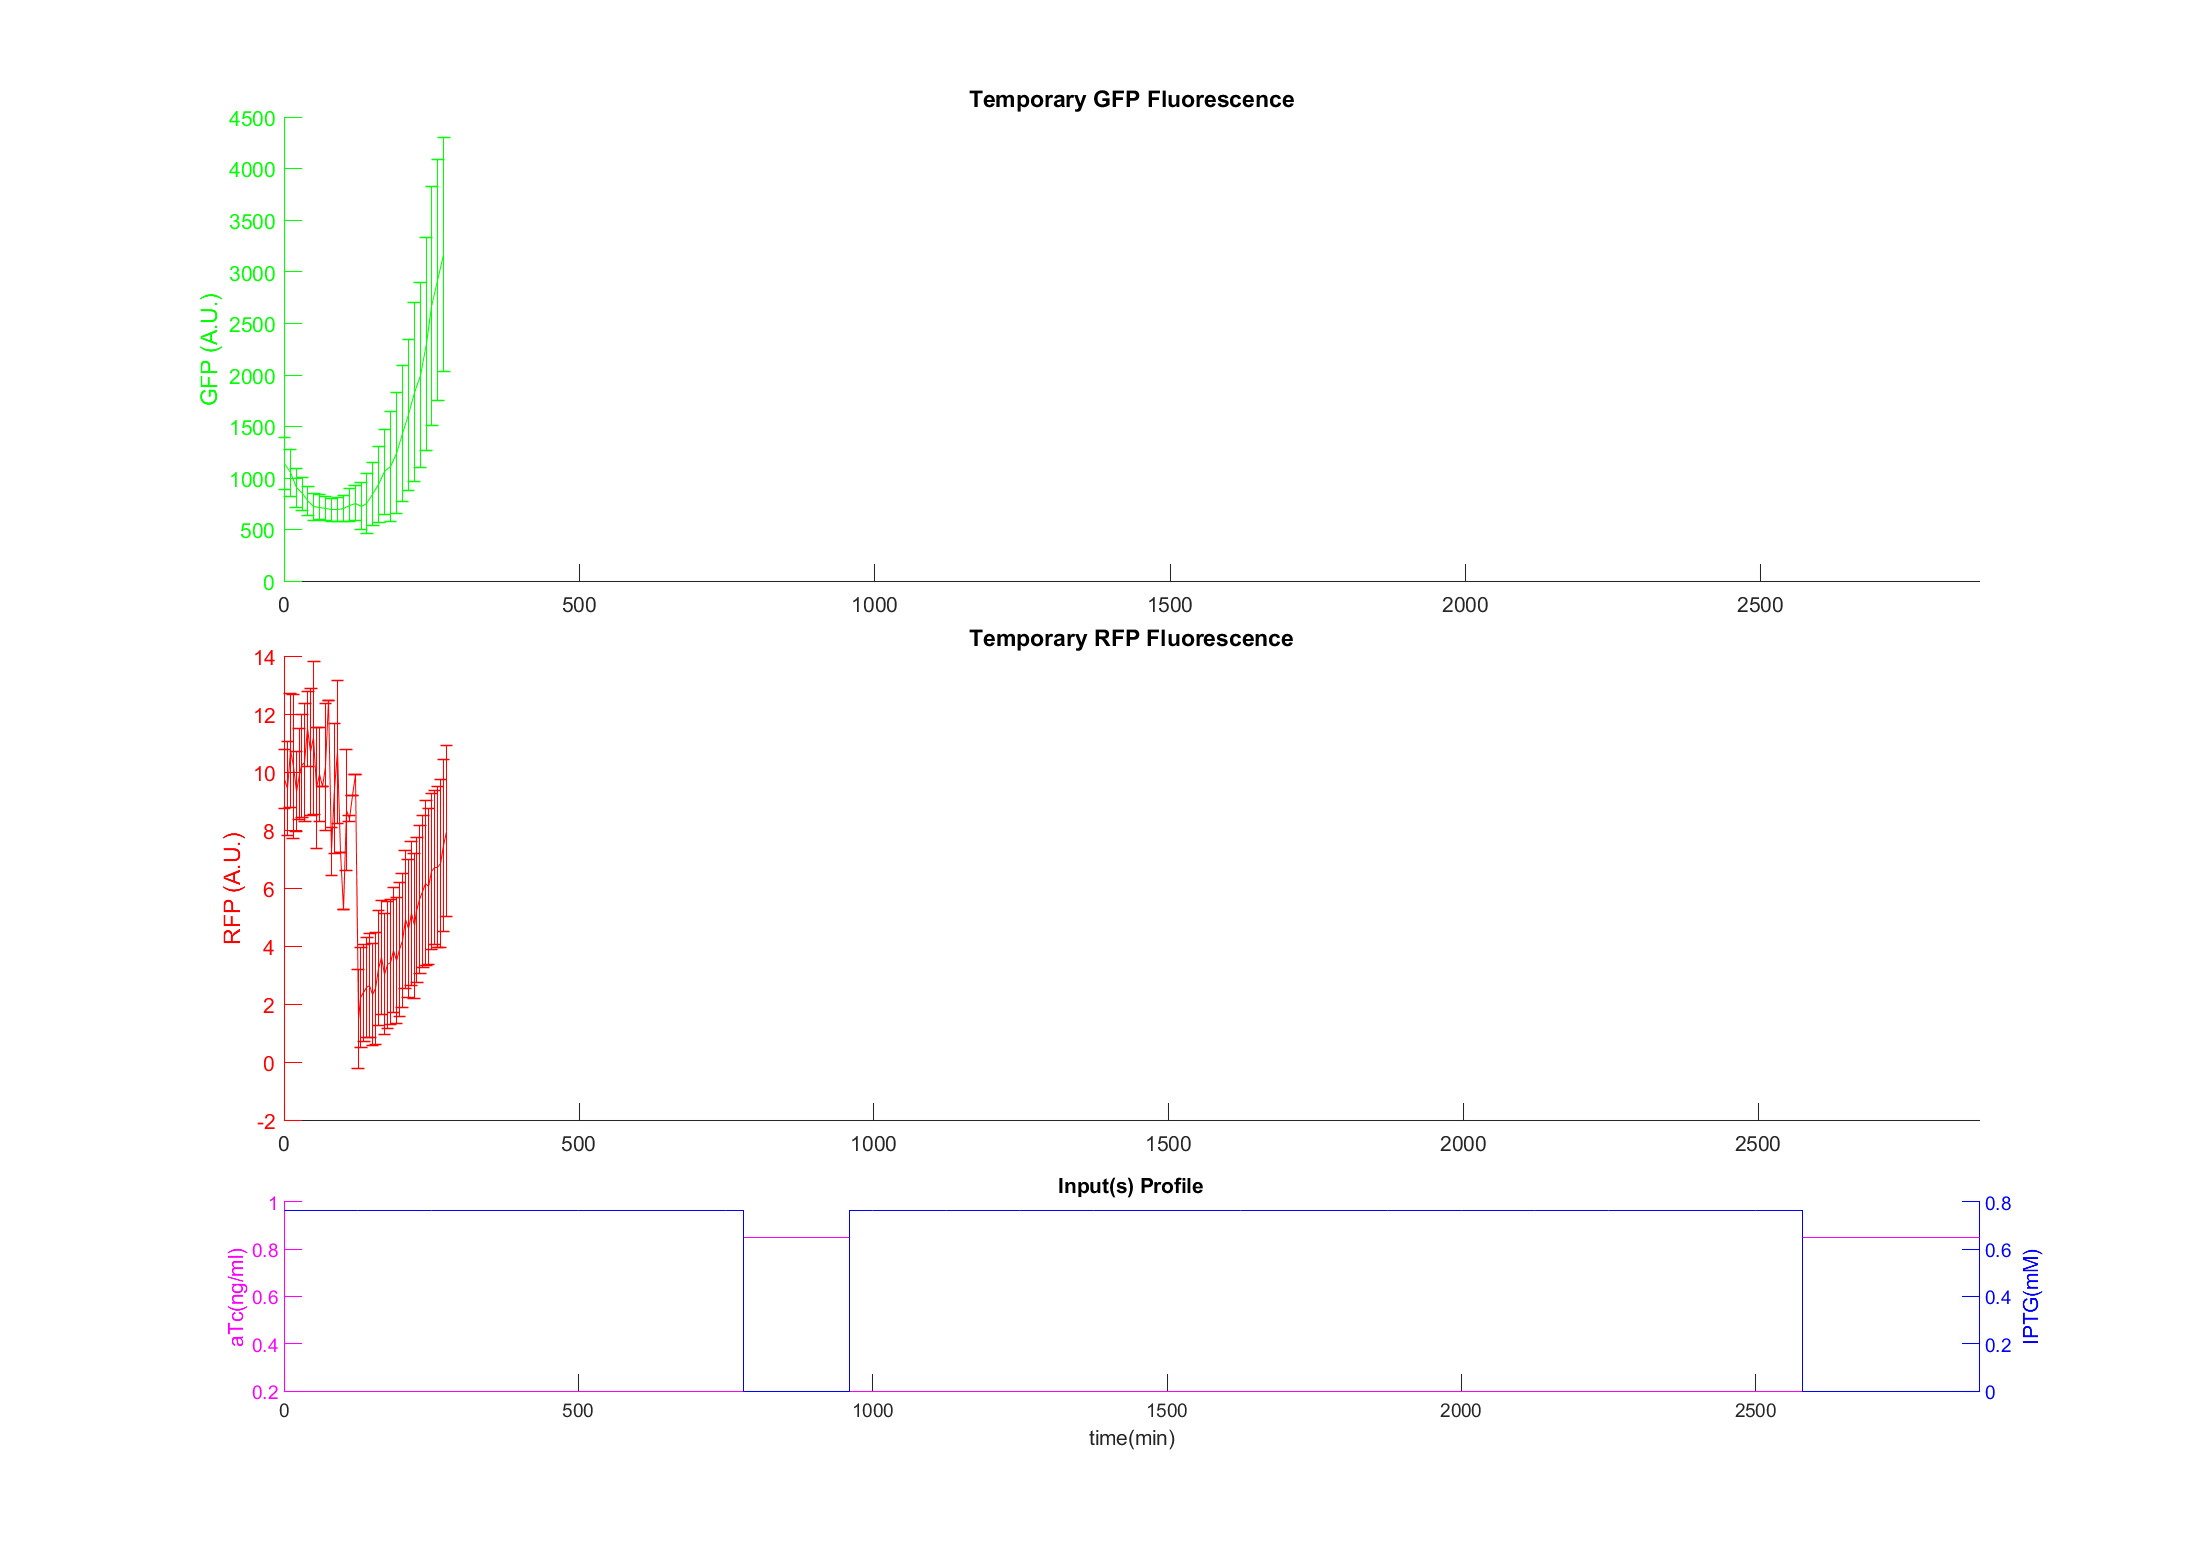 Temporary GFP Fluorescence
4500
4000
3500
3000
2500
2000
1500
1000
500
0
GFP (A.U.)
0 500 1000 1500 2000 2500
Temporary RFP Fluorescence
14
12
10
8
6
4
2
0
-2
RFP (A.U.)
0 500 1000 1500 2000 2500
Input(s) Profile
1
0.8
0.6
0.4
0.2
aTc(ng/ml)
0.8
0.6
0.4
0.2
0
IPTG(mM)
0 500 1000 1500 2000 2500
time(min)